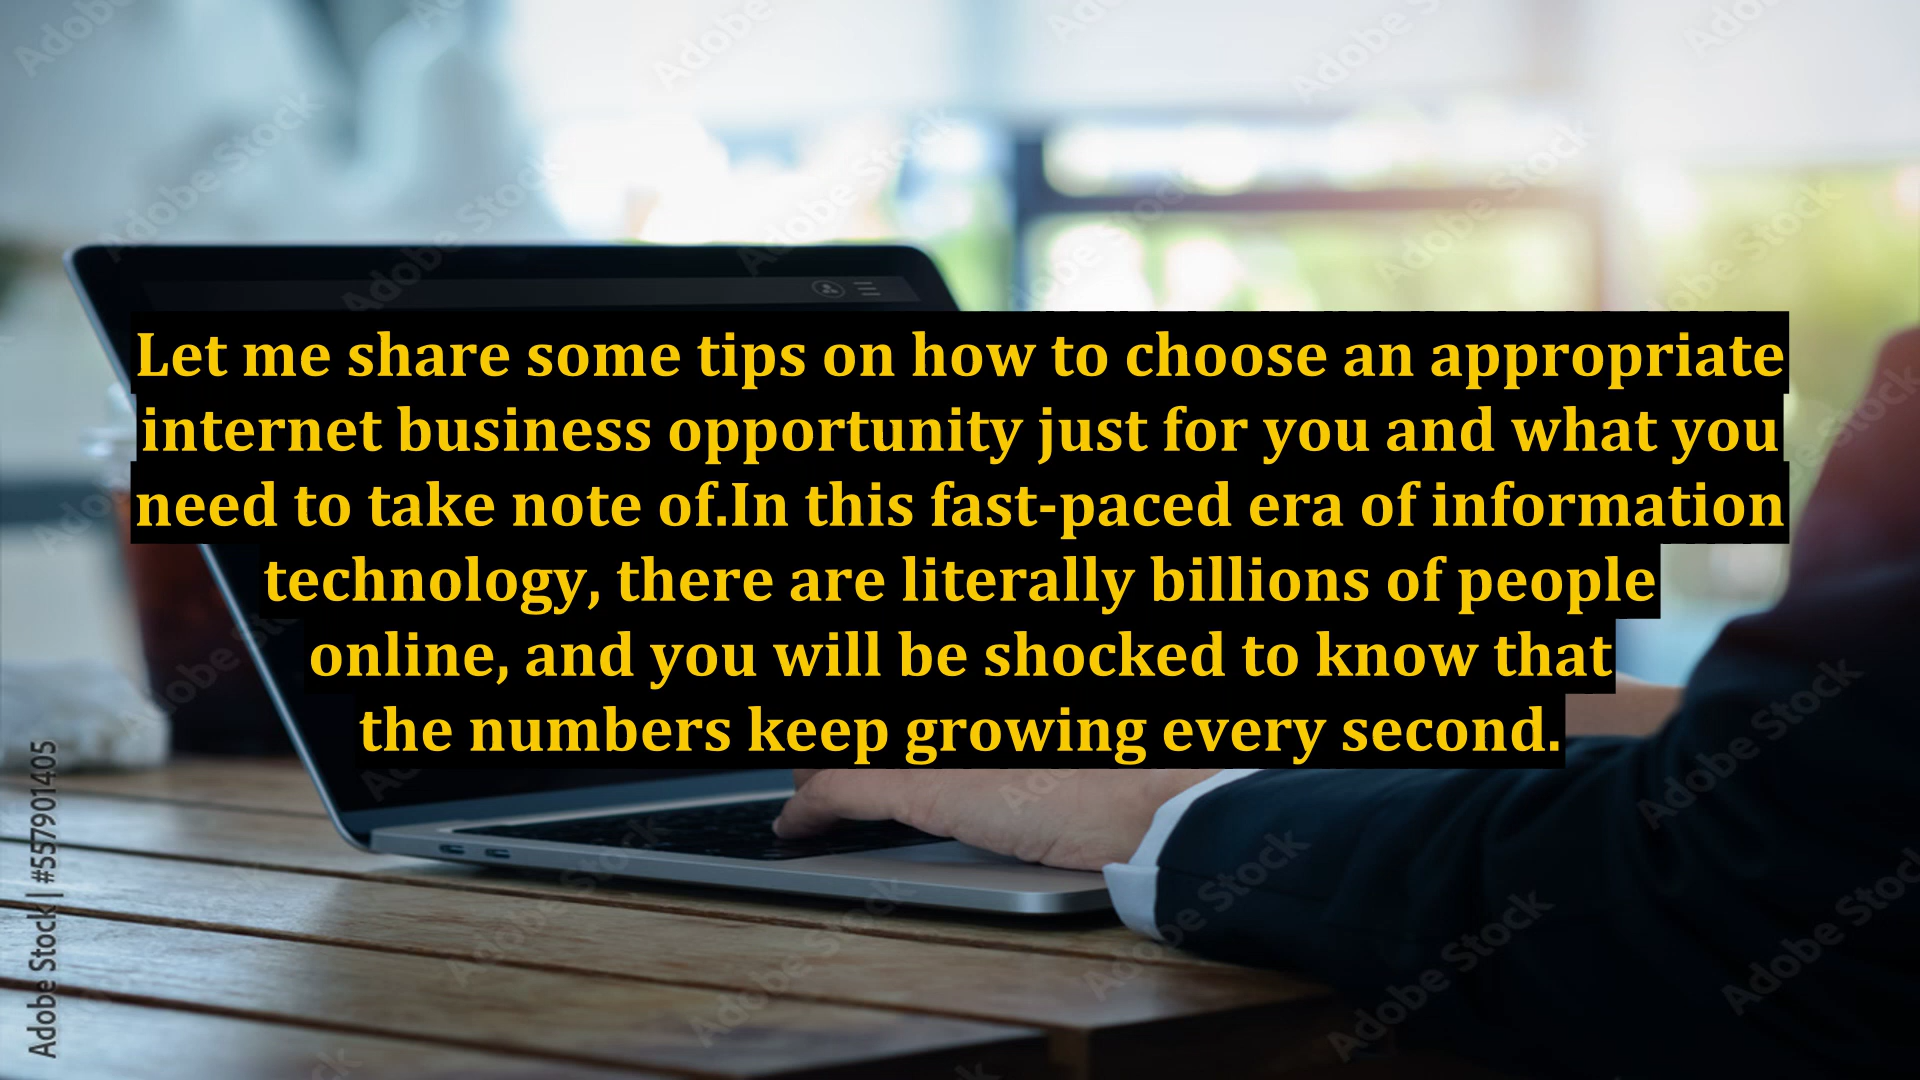 Let me share some tips on how to choose an appropriate
internet business opportunity just for you and what you
need to take note of.In this fast-paced era of information
technology, there are literally billions of people
online, and you will be shocked to know that
the numbers keep growing every second.
Adobe Stock | #557901405
Adobe Stock